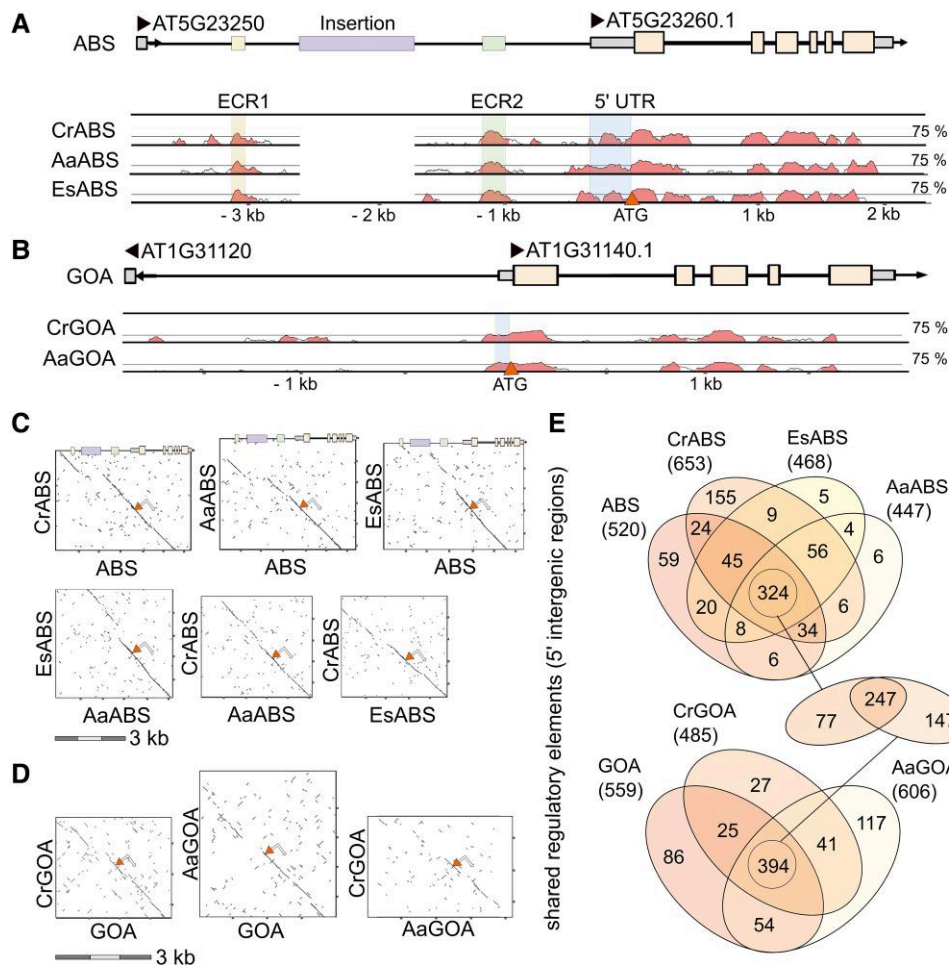 A
AT5G23250
Insertion
AT5G23260.1
ABS
ECR1
ECR2
5' UTR
CrABS
75 %
AaABS
75 %
EsABS
75 %
- 3 kb
- 2 kb
- 1 kb
ATG
1 kb
2 kb
B
AT1G31120
AT1G31140.1
GOA
CrGOA
75 %
AaGOA
75 %
- 1 kb
ATG
1 kb
C
CrABS
ABS
AaABS
ABS
EsABS
ABS
EsABS
AaABS
CrABS
AaABS
CrABS
EsABS
3 kb
D
CrGOA
GOA
AaGOA
GOA
CrGOA
AaGOA
3 kb
E
shared regulatory elements (5' intergenic regions)
CrABS
(653)
EsABS
(468)
ABS
(520)
AaABS
(447)
155
9
5
4
24
59
45
56
6
324
20
8
34
6
6
77
247
147
CrGOA
(485)
GOA
(559)
AaGOA
(606)
27
25
41
117
86
394
54